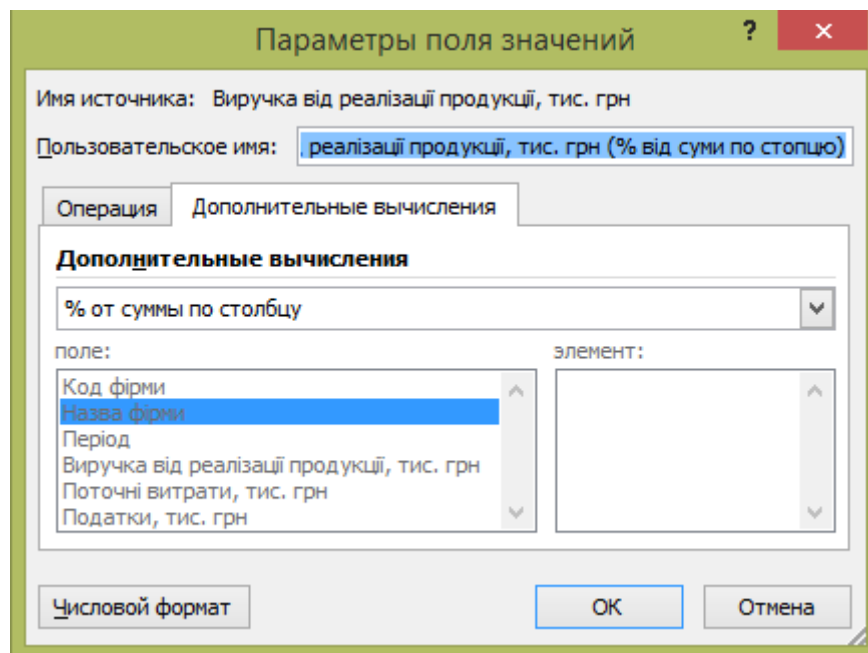 Параметры поля значений ? ×
Имя источника: Виручка від реалізації продукції, тис. грн
Пользовательское имя: . реалізації продукції, тис. грн (% від суми по стопцю)
Операция Дополнительные вычисления
Дополнительные вычисления
% от суммы по столбцу
поле: элемент:
Код фірми
Назва фірми
Період
Виручка від реалізації продукції, тис. грн
Поточні витрати, тис. грн
Податки, тис. грн
Числовой формат ОК Отмена